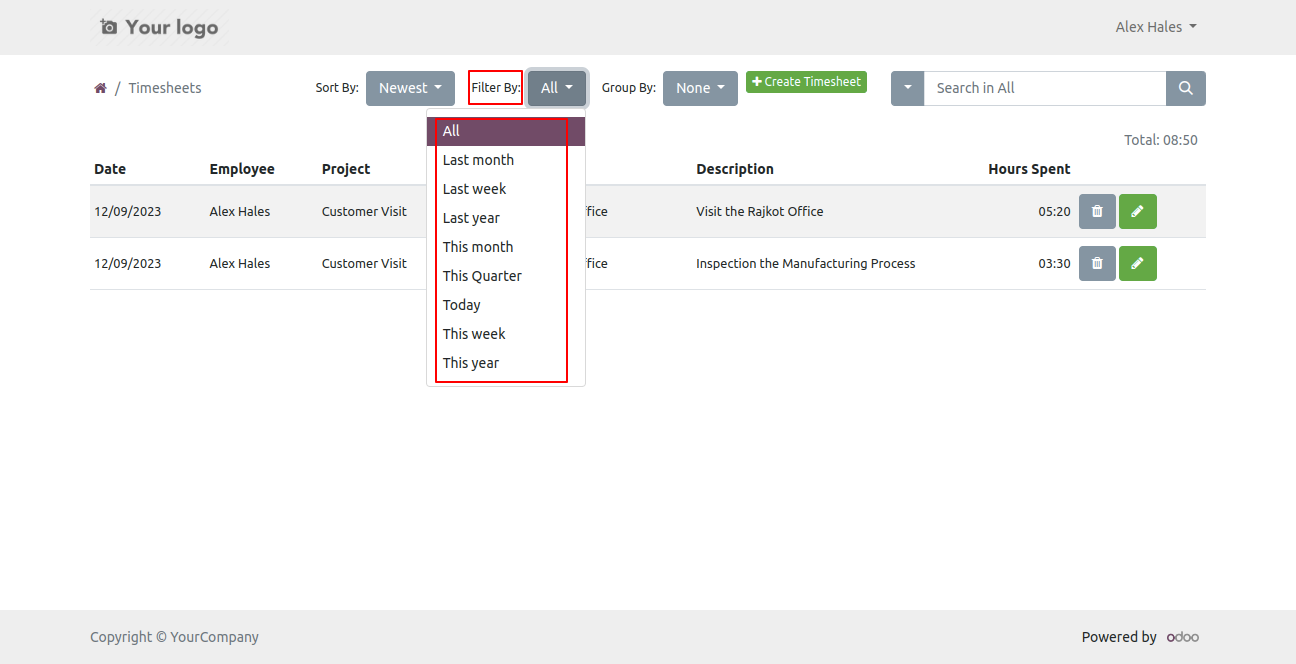 Your logo
Alex Hales
/ Timesheets
Sort By: Newest Filter By: All Group By: None Create Timesheet Search in All
All
Last month
Last week
Last year
This month
This Quarter
Today
This week
This year
Total: 08:50
Date Employee Project Description Hours Spent
12/09/2023 Alex Hales Customer Visit fice Visit the Rajkot Office 05:20
12/09/2023 Alex Hales Customer Visit fice Inspection the Manufacturing Process 03:30
Copyright © YourCompany
Powered by odoo